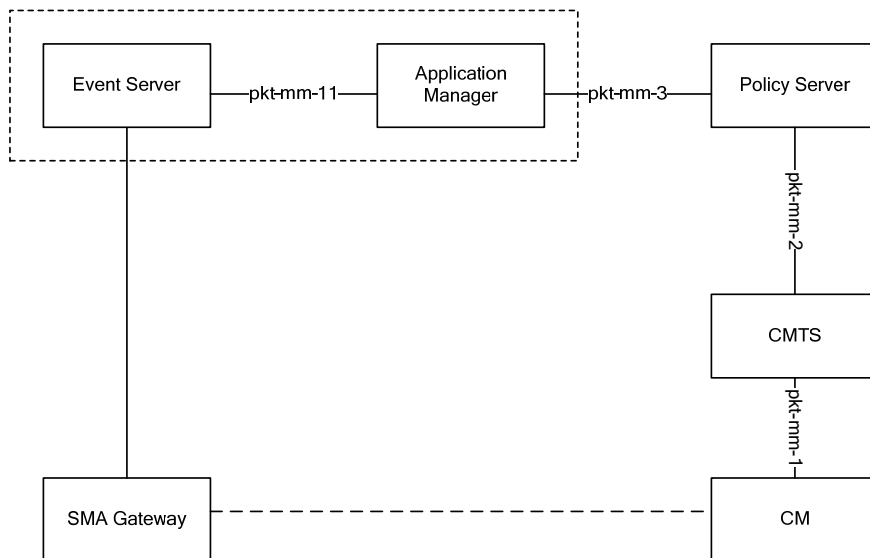 Event Server
pkt-mm-11
Application
Manager
pkt-mm-3
Policy Server
pkt-mm-2
CMTS
pkt-mm-1
SMA Gateway
CM